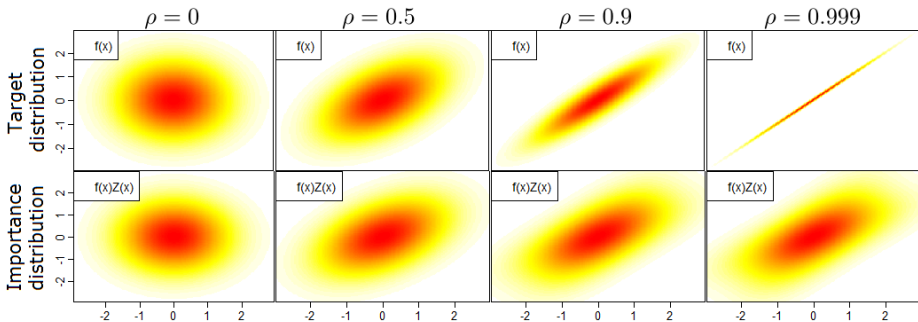 ρ = 0 ρ = 0.5 ρ = 0.9 ρ = 0.999
Target
distribution
2
1
0
-1
-2
f(x) f(x) f(x) f(x)
Importance
distribution
2
1
0
-1
-2
f(x)Z(x) f(x)Z(x) f(x)Z(x) f(x)Z(x)
-2 -1 0 1 2 -2 -1 0 1 2 -2 -1 0 1 2 -2 -1 0 1 2